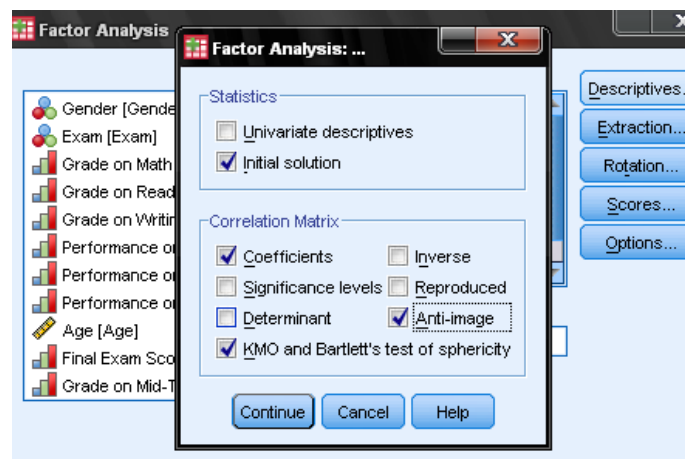 Factor Analysis
Factor Analysis: ...
Statistics
Univariate descriptives
Initial solution
Correlation Matrix
Coefficients
Inverse
Significance levels
Reproduced
Determinant
Anti-image
KMO and Bartlett's test of sphericity
Continue
Cancel
Help
Gender [Gende
Exam [Exam]
Grade on Math
Grade on Read
Grade on Writin
Performance o
Performance o
Performance o
Age [Age]
Final Exam Sco
Grade on Mid-T
Descriptives.
Extraction...
Rotation...
Scores...
Options...